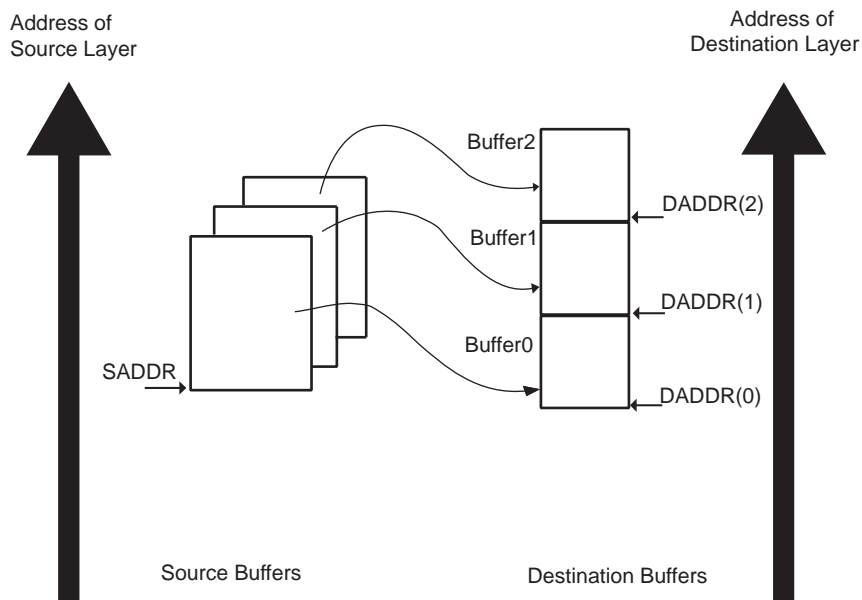 Address of
Source Layer
Address of
Destination Layer
Buffer2
DADDR(2)
Buffer1
DADDR(1)
Buffer0
SADDR
DADDR(0)
Source Buffers
Destination Buffers